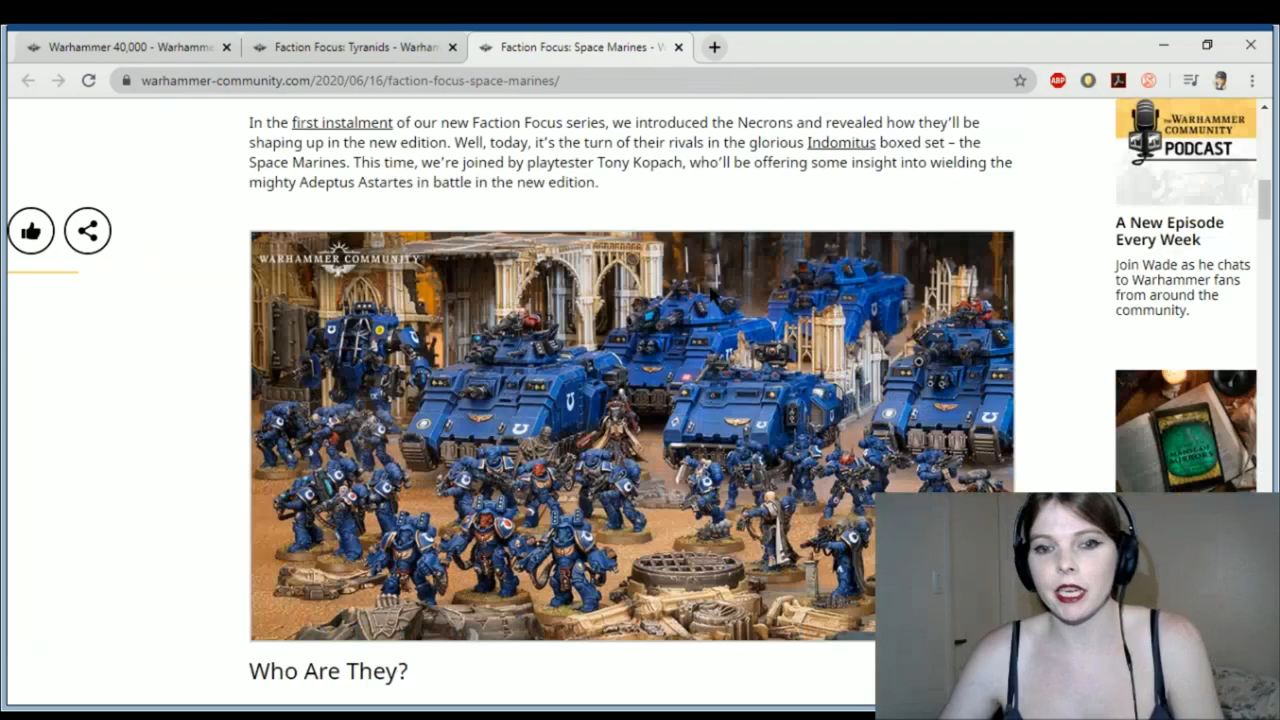 Warhammer 40,000 - Warhamme
Faction Focus: Tyranids - Warhan
Faction Focus: Space Marines - W
warhammer-community.com/2020/06/16/faction-focus-space-marines/
ABP
In the first instalment of our new Faction Focus series, we introduced the Necrons and revealed how they'll be
shaping up in the new edition. Well, today, it's the turn of their rivals in the glorious Indomitus boxed set – the
Space Marines. This time, we're joined by playtester Tony Kopach, who'll be offering some insight into wielding the
mighty Adeptus Astartes in battle in the new edition.
WARHAMMER COMMUNITY
Who Are They?
THE WARHAMMER
COMMUNITY
PODCAST
A New Episode
Every Week
Join Wade as he chats
to Warhammer fans
from around the
community.